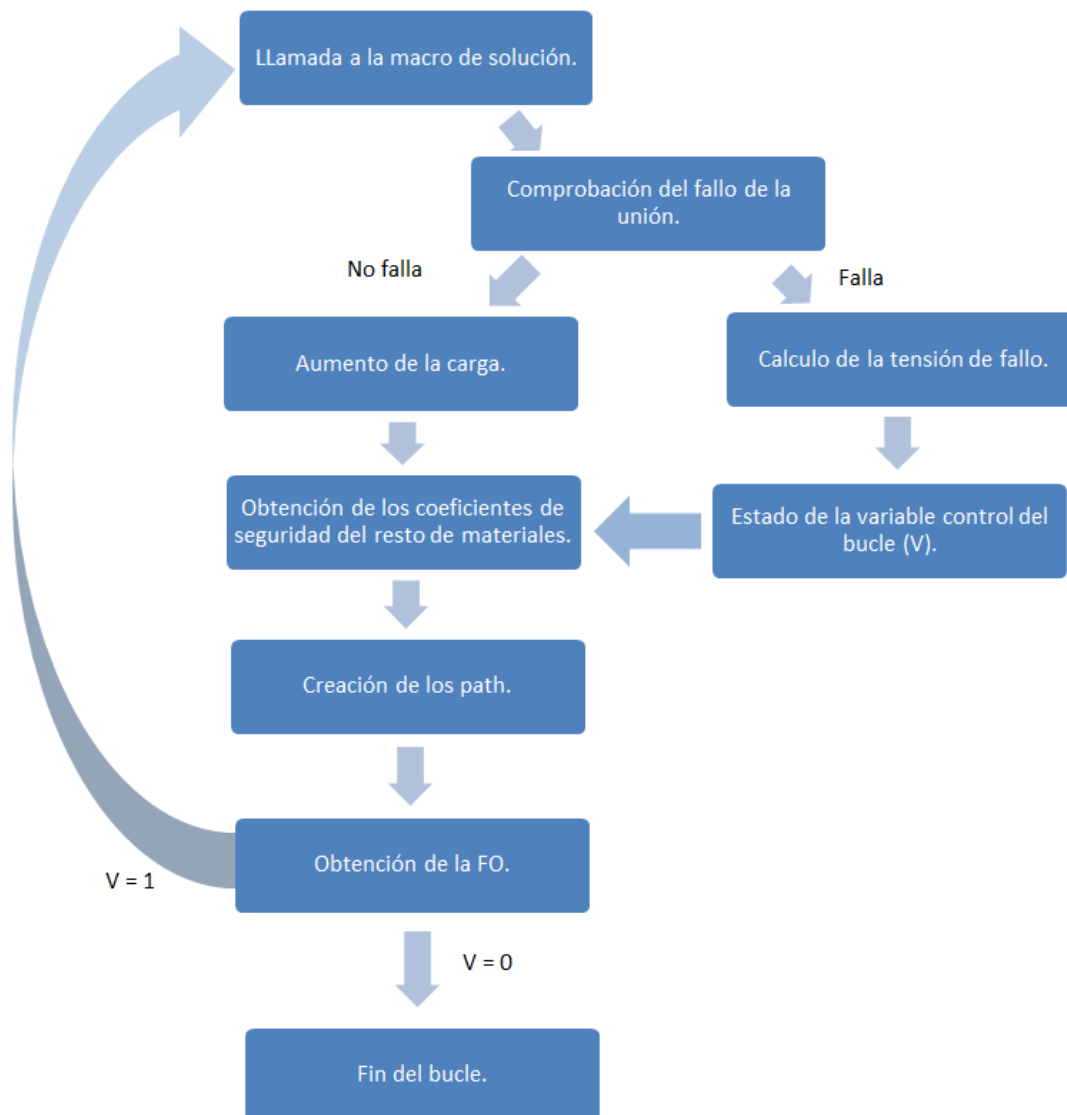 LLamada a la macro de solución.
Comprobación del fallo de la
unión.
No falla
Falla
Aumento de la carga.
Calculo de la tensión de fallo.
Obtención de los coeficientes de
seguridad del resto de materiales.
Estado de la variable control del
bucle (V).
Creación de los path.
Obtención de la FO.
V = 1
V = 0
Fin del bucle.